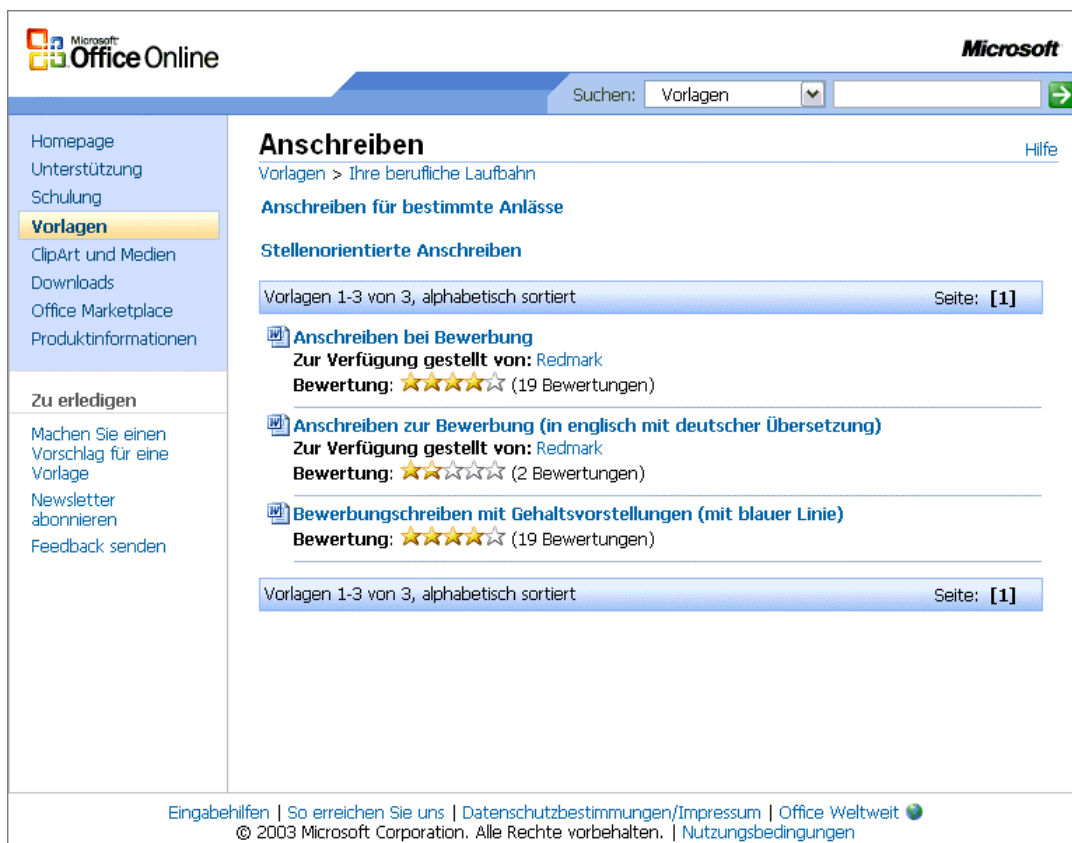 Microsoft
Office Online
Microsoft
Suchen: Vorlagen
Homepage
Unterstützung
Schulung
Vorlagen
ClipArt und Medien
Downloads
Office Marketplace
Produktinformationen
Zu erledigen
Machen Sie einen
Vorschlag für eine
Vorlage
Newsletter
abonnieren
Feedback senden
Anschreiben
Hilfe
Vorlagen > Ihre berufliche Laufbahn
Anschreiben für bestimmte Anlässe
Stellenorientierte Anschreiben
Vorlagen 1-3 von 3, alphabetisch sortiert Seite: [1]
Anschreiben bei Bewerbung
Zur Verfügung gestellt von: Redmark
Bewertung: (19 Bewertungen)
Anschreiben zur Bewerbung (in englisch mit deutscher Übersetzung)
Zur Verfügung gestellt von: Redmark
Bewertung: (2 Bewertungen)
Bewerbungschreiben mit Gehaltsvorstellungen (mit blauer Linie)
Bewertung: (19 Bewertungen)
Vorlagen 1-3 von 3, alphabetisch sortiert Seite: [1]
Eingabehilfen | So erreichen Sie uns | Datenschutzbestimmungen/Impressum | Office Weltweit
© 2003 Microsoft Corporation. Alle Rechte vorbehalten. | Nutzungsbedingungen